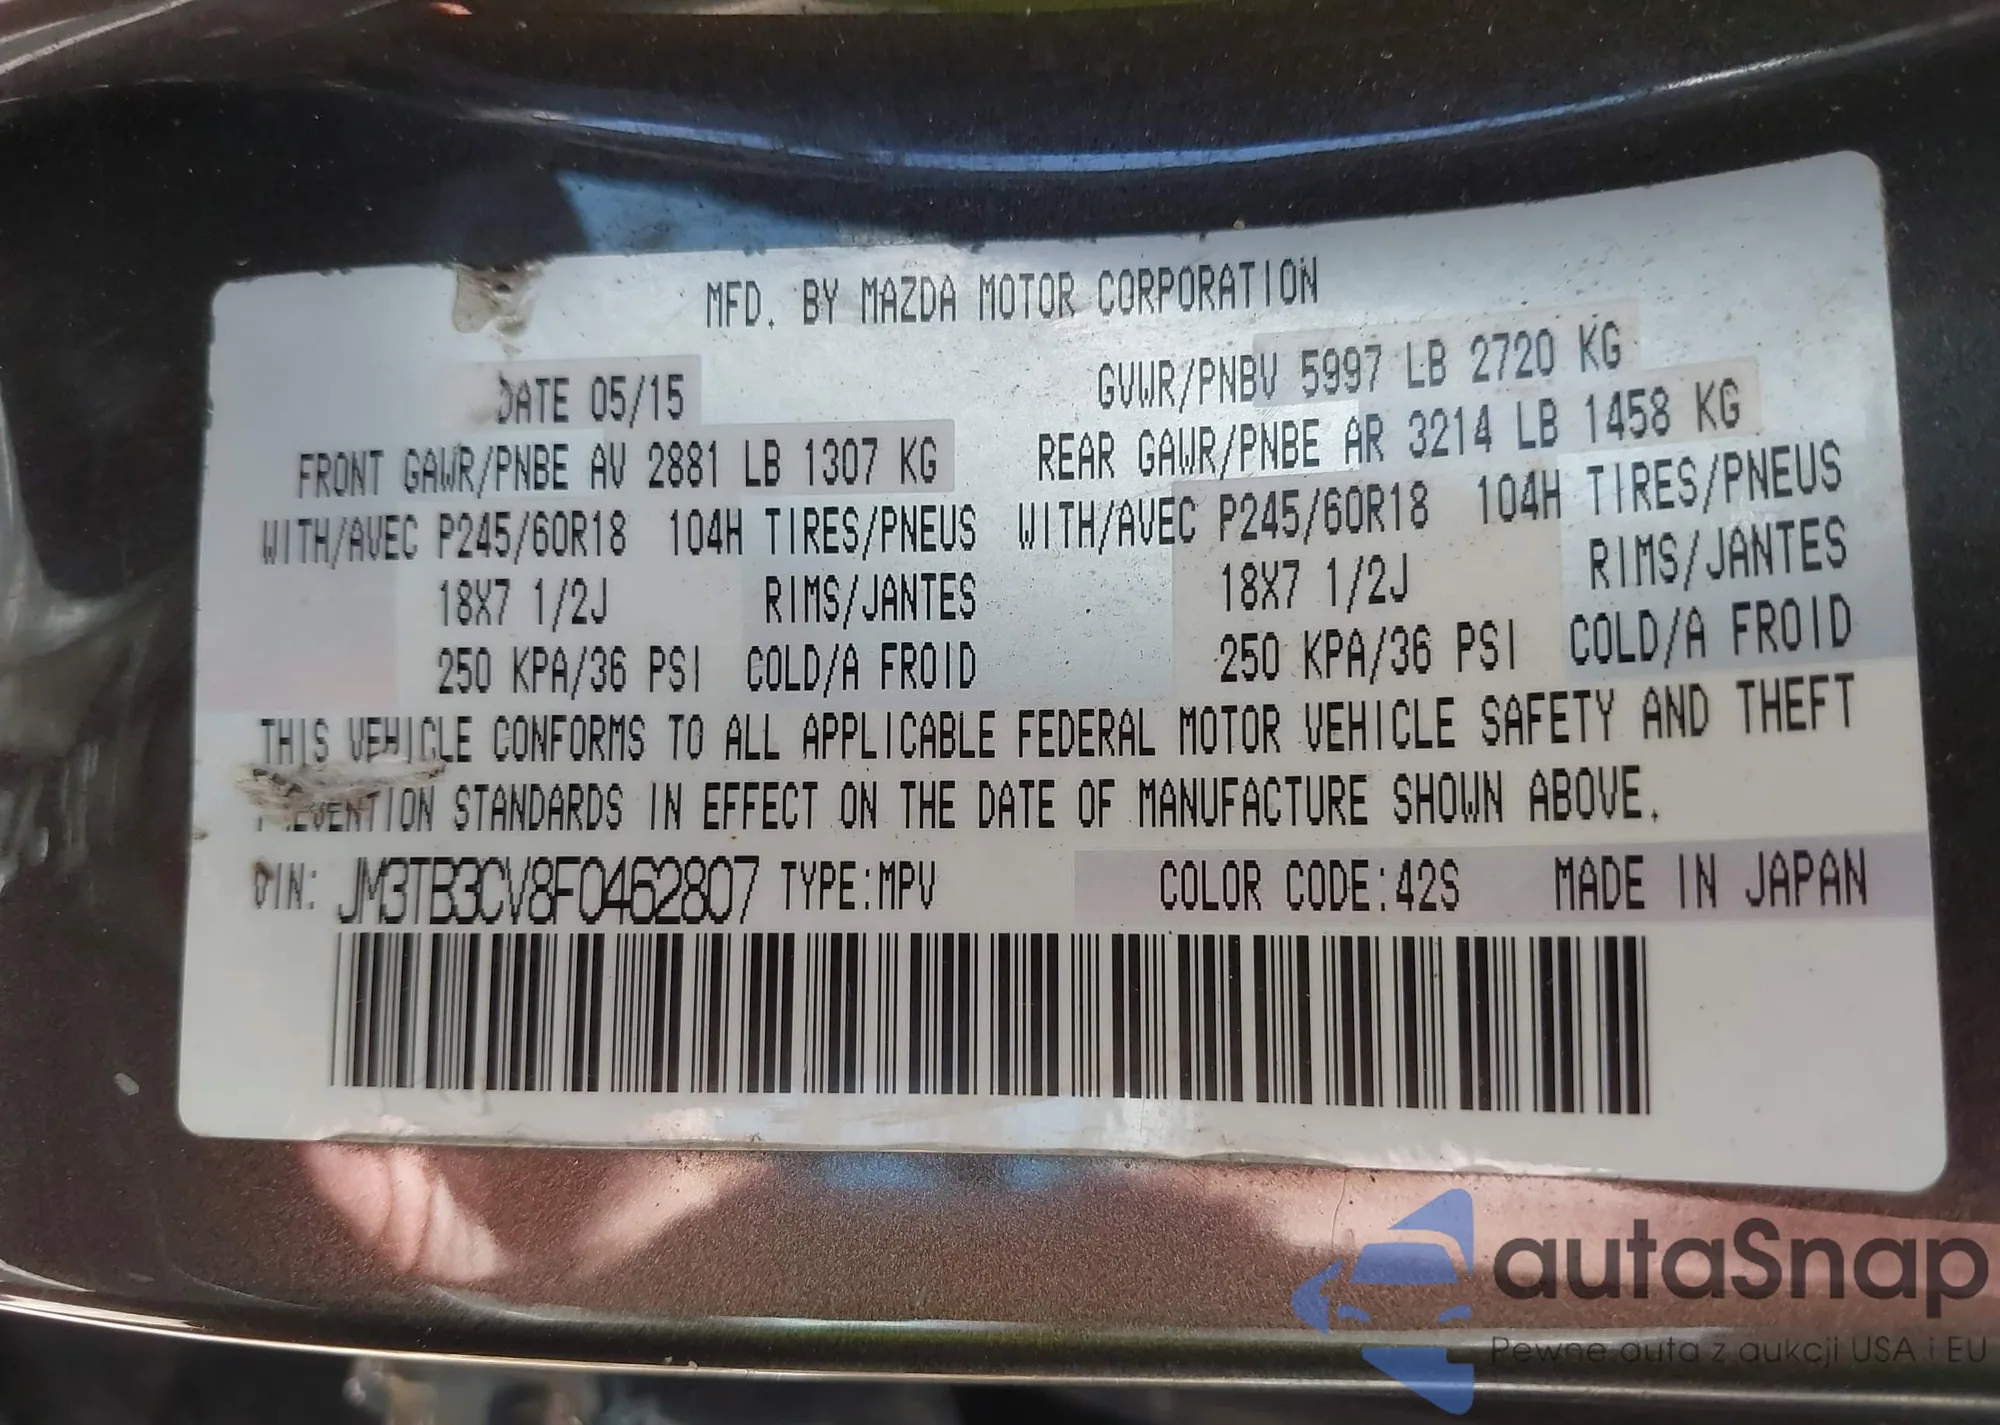 MFD. BY MAZDA MOTOR CORPORATION
DATE 05/15
GVWR/PNBV 5997 LB 2720 KG
FRONT GAWR/PNBE AV 2881 LB 1307 KG
REAR GAWR/PNBE AR 3214 LB 1458 KG
WITH/AVEC P245/60R18 104H TIRES/PNEUS
WITH/AVEC P245/60R18 104H TIRES/PNEUS
18X7 1/2J RIMS/JANTES
18X7 1/2J RIMS/JANTES
250 KPA/36 PSI COLD/A FROID
250 KPA/36 PSI COLD/A FROID
THIS VEHICLE CONFORMS TO ALL APPLICABLE FEDERAL MOTOR VEHICLE SAFETY AND THEFT
PREVENTION STANDARDS IN EFFECT ON THE DATE OF MANUFACTURE SHOWN ABOVE.
VIN: JM3TB3CV8F0462807 TYPE:MPV COLOR CODE:42S MADE IN JAPAN
autaSnap
Pewne auta z aukcji USA i EU